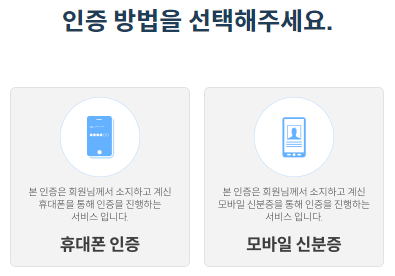 인증 방법을 선택해주세요.
본 인증은 회원님께서 소지하고 계신
휴대폰을 통해 인증을 진행하는
서비스 입니다.
휴대폰 인증
본 인증은 회원님께서 소지하고 계신
모바일 신분증을 통해 인증을 진행하는
서비스 입니다.
모바일 신분증